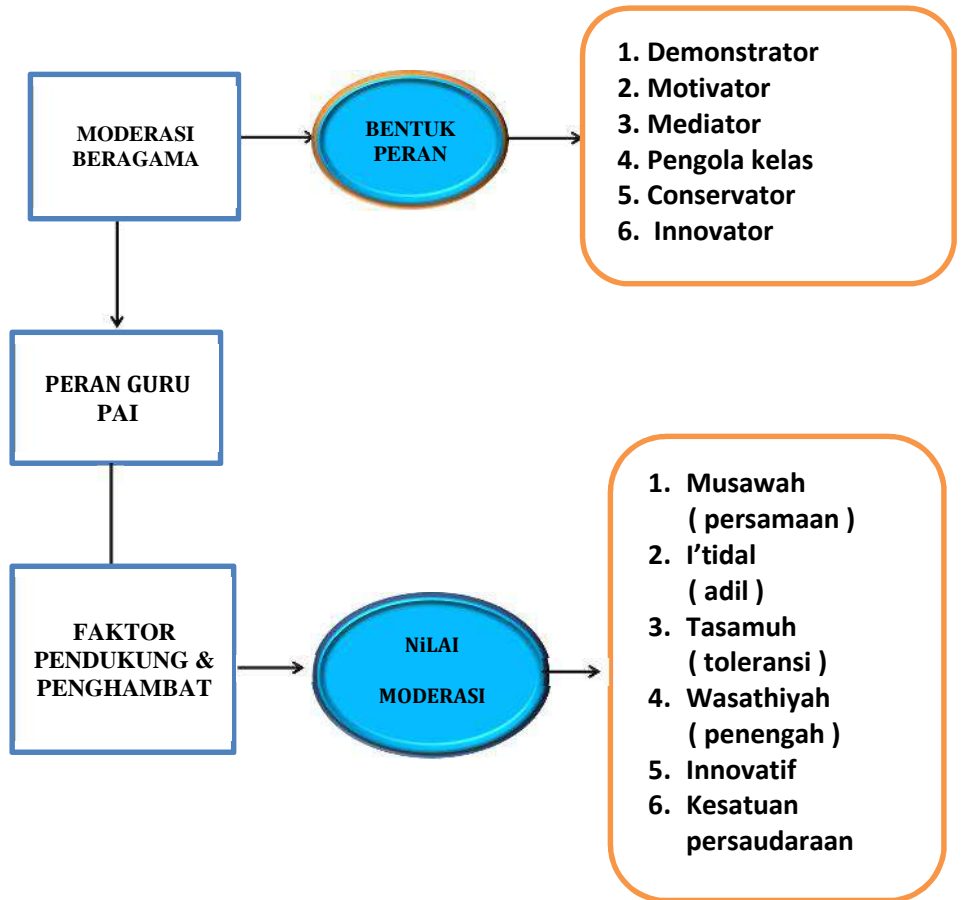 MODERASI
BERAGAMA
BENTUK
PERAN
1. Demonstrator
2. Motivator
3. Mediator
4. Pengola kelas
5. Conservator
6. Innovator
PERAN GURU
PAI
FAKTOR
PENDUKUNG &
PENGHAMBAT
NiLAI
MODERASI
1. Musawah
( persamaan )
2. I’tidal
( adil )
3. Tasamuh
( toleransi )
4. Wasathiyah
( penengah )
5. Innovatif
6. Kesatuan
persaudaraan